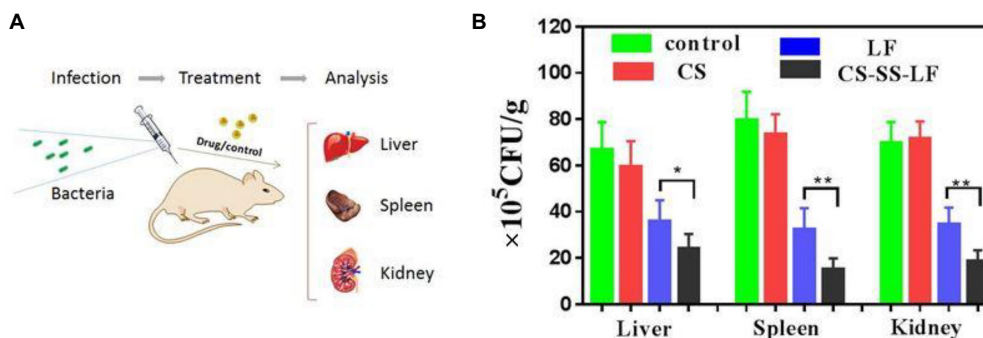 A
Infection Treatment Analysis
Drug/control
Bacteria
Liver
Spleen
Kidney
B
control LF
CS CS-SS-LF
×10⁵CFU/g
120
100
80
60
40
20
0
* ** **
Liver Spleen Kidney